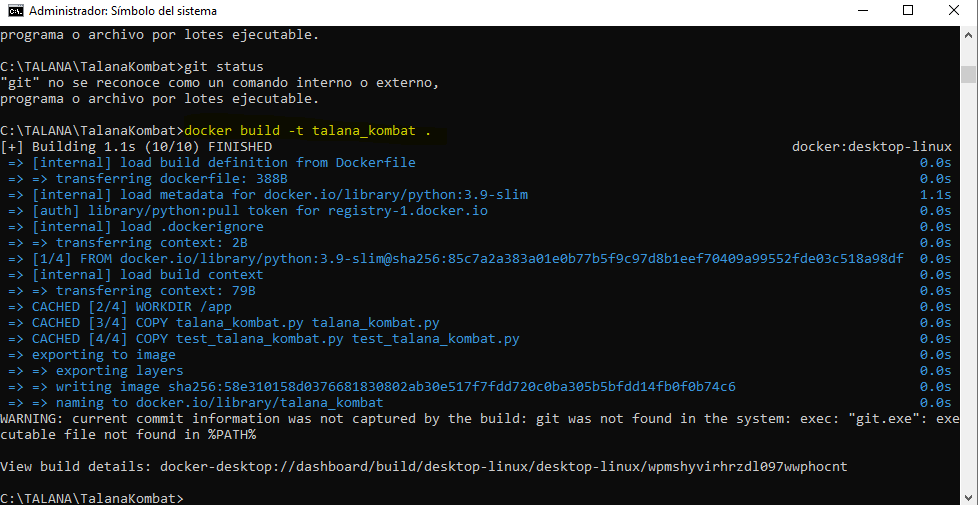 Administrador: Símbolo del sistema
programa o archivo por lotes ejecutable.
C:\TALANA\TalanaKombat>git status
"git" no se reconoce como un comando interno o externo,
programa o archivo por lotes ejecutable.
C:\TALANA\TalanaKombat>docker build -t talana_kombat .
[+] Building 1.1s (10/10) FINISHED docker:desktop-linux
=> [internal] load build definition from Dockerfile 0.0s
=> => transferring dockerfile: 388B 0.0s
=> [internal] load metadata for docker.io/library/python:3.9-slim 1.1s
=> [auth] library/python:pull token for registry-1.docker.io 0.0s
=> [internal] load .dockerignore 0.0s
=> => transferring context: 2B 0.0s
=> [1/4] FROM docker.io/library/python:3.9-slim@sha256:85c7a2a383a01e0b77b5f9c97d8b1eef70409a99552fde03c518a98df 0.0s
=> [internal] load build context 0.0s
=> => transferring context: 79B 0.0s
=> CACHED [2/4] WORKDIR /app 0.0s
=> CACHED [3/4] COPY talana_kombat.py talana_kombat.py 0.0s
=> CACHED [4/4] COPY test_talana_kombat.py test_talana_kombat.py 0.0s
=> exporting to image 0.0s
=> => exporting layers 0.0s
=> => writing image sha256:58e310158d0376681830802ab30e517f7fdd720c0ba305b5bfdd14fb0f0b74c6 0.0s
=> => naming to docker.io/library/talana_kombat 0.0s
WARNING: current commit information was not captured by the build: git was not found in the system: exec: "git.exe": exe
cutable file not found in %PATH%
View build details: docker-desktop://dashboard/build/desktop-linux/desktop-linux/wpmshyvirhrzdl097wwphocnt
C:\TALANA\TalanaKombat>